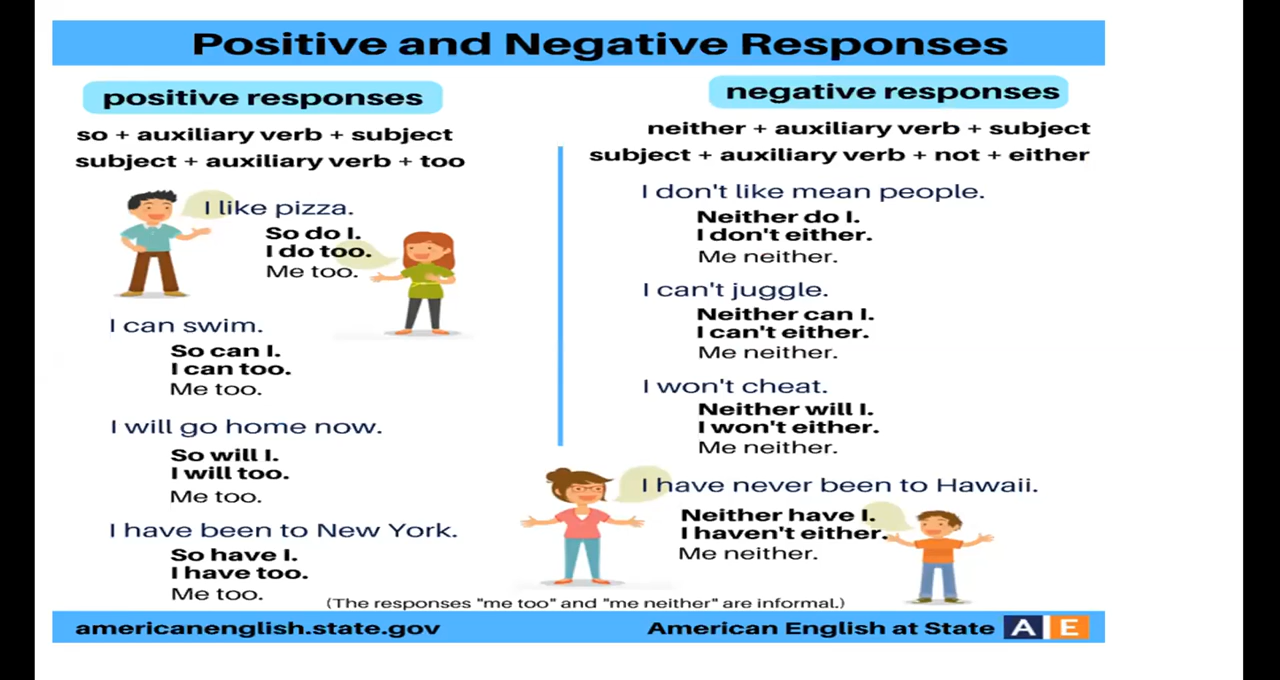 Positive and Negative Responses
positive responses
so + auxiliary verb + subject
subject + auxiliary verb + too
I like pizza.
So do I.
I do too.
Me too.
I can swim.
So can I.
I can too.
Me too.
I will go home now.
So will I.
I will too.
Me too.
I have been to New York.
So have I.
I have too.
Me too.
negative responses
neither + auxiliary verb + subject
subject + auxiliary verb + not + either
I don't like mean people.
Neither do I.
I don't either.
Me neither.
I can't juggle.
Neither can I.
I can't either.
Me neither.
I won't cheat.
Neither will I.
I won't either.
Me neither.
I have never been to Hawaii.
Neither have I.
I haven't either.
Me neither.
(The responses "me too" and "me neither" are informal.)
americanenglish.state.gov
American English at State A E